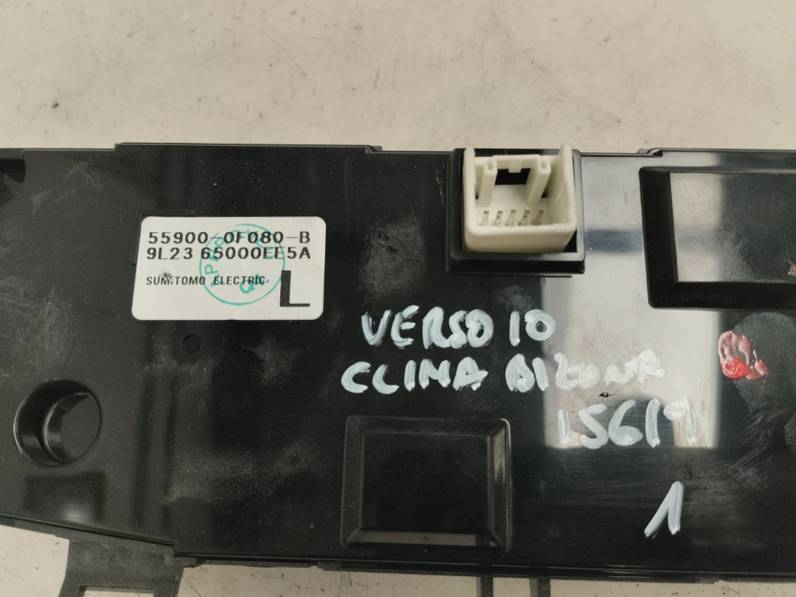 55900-0F080-B
9L23 65000EE5A
SUMITOMO ELECTRIC
L
VERSO 10
CLIMA BIZONA
15619
1